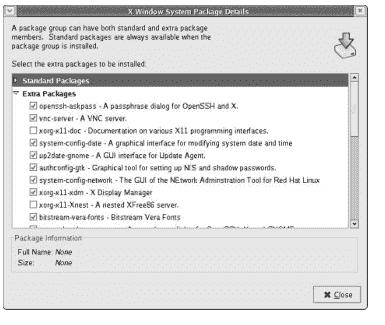 X Window System Package Details
A package group can have both standard and extra package
members. Standard packages are always available when the
package group is installed.
Select the extra packages to be installed:
Standard Packages
Extra Packages
openssh-askpass - A passphrase dialog for OpenSSH and X.
vnc-server - A VNC server.
xorg-x11-doc - Documentation on various X11 programming interfaces.
system-config-date - A graphical interface for modifying system date and time
up2date-gnome - A GUI interface for Update Agent.
authconfig-gtk - Graphical tool for setting up NIS and shadow passwords.
system-config-network - The GUI of the NEtwork Adminstration Tool for Red Hat Linux
xorg-x11-xdm - X Display Manager
xorg-x11-Xnest - A nested XFree86 server.
bitstream-vera-fonts - Bitstream Vera Fonts
Package Information
Full Name: None
Size: None
Close